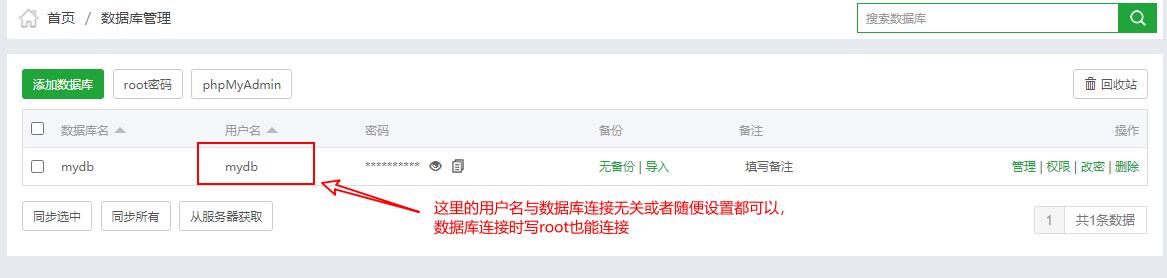 首页 / 数据库管理
搜索数据库
添加数据库 root密码 phpMyAdmin 回收站
数据库名 用户名 密码 备份 备注 操作
mydb mydb ********** 无备份 | 导入 填写备注 管理 | 权限 | 改密 | 删除
同步选中 同步所有 从服务器获取
这里的用户名与数据库连接无关或者随便设置都可以，
数据库连接时写root也能连接
1 共1条数据